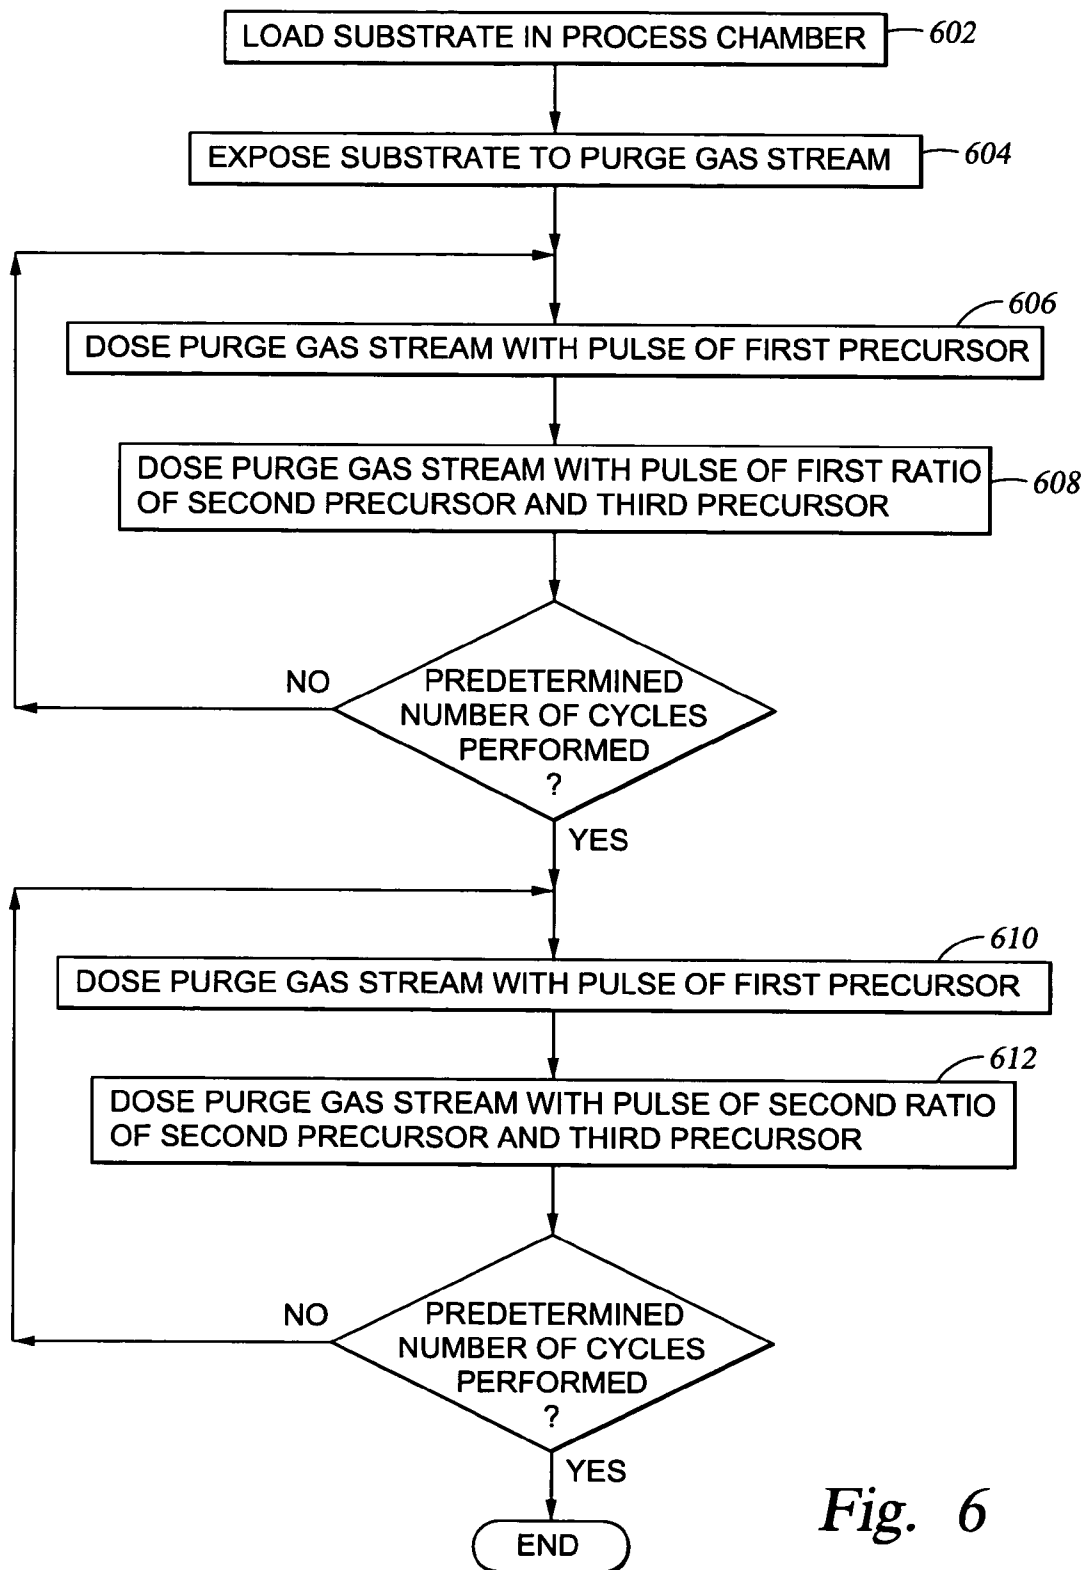 LOAD SUBSTRATE IN PROCESS CHAMBER
602
EXPOSE SUBSTRATE TO PURGE GAS STREAM
604
606
DOSE PURGE GAS STREAM WITH PULSE OF FIRST PRECURSOR
DOSE PURGE GAS STREAM WITH PULSE OF FIRST RATIO
OF SECOND PRECURSOR AND THIRD PRECURSOR
608
NO
PREDETERMINED
NUMBER OF CYCLES
PERFORMED
?
YES
610
DOSE PURGE GAS STREAM WITH PULSE OF FIRST PRECURSOR
612
DOSE PURGE GAS STREAM WITH PULSE OF SECOND RATIO
OF SECOND PRECURSOR AND THIRD PRECURSOR
NO
PREDETERMINED
NUMBER OF CYCLES
PERFORMED
?
YES
END
Fig. 6